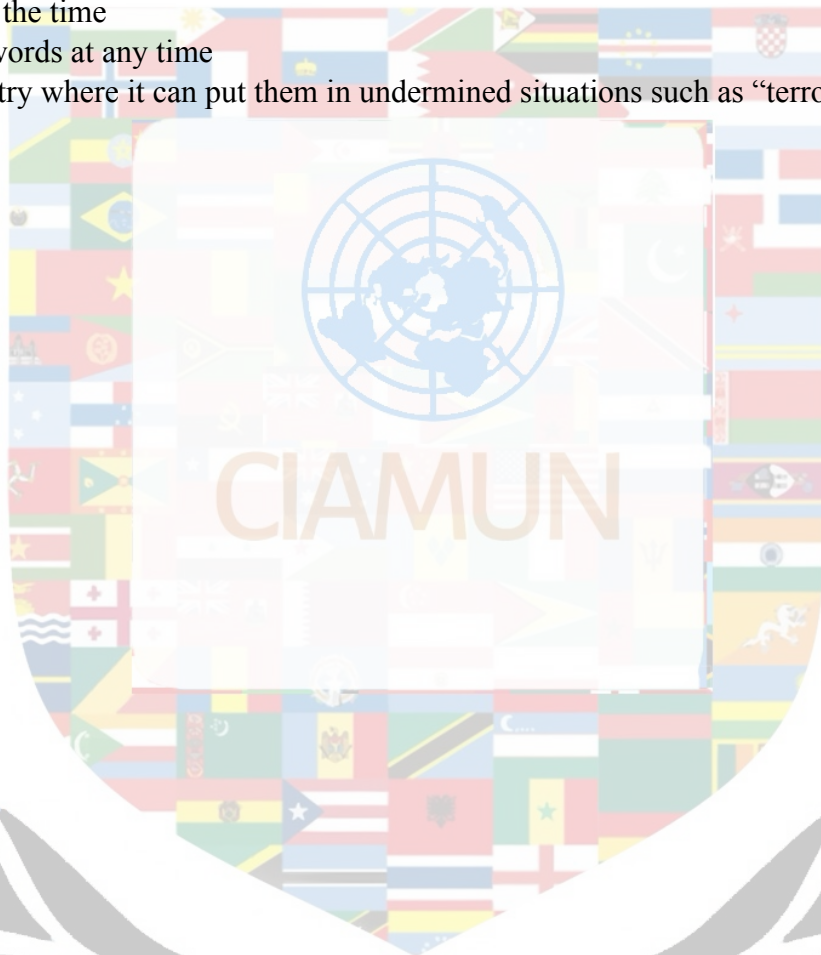 the time
words at any time
try where it can put them in undermined situations such as “terro
CIAMUN